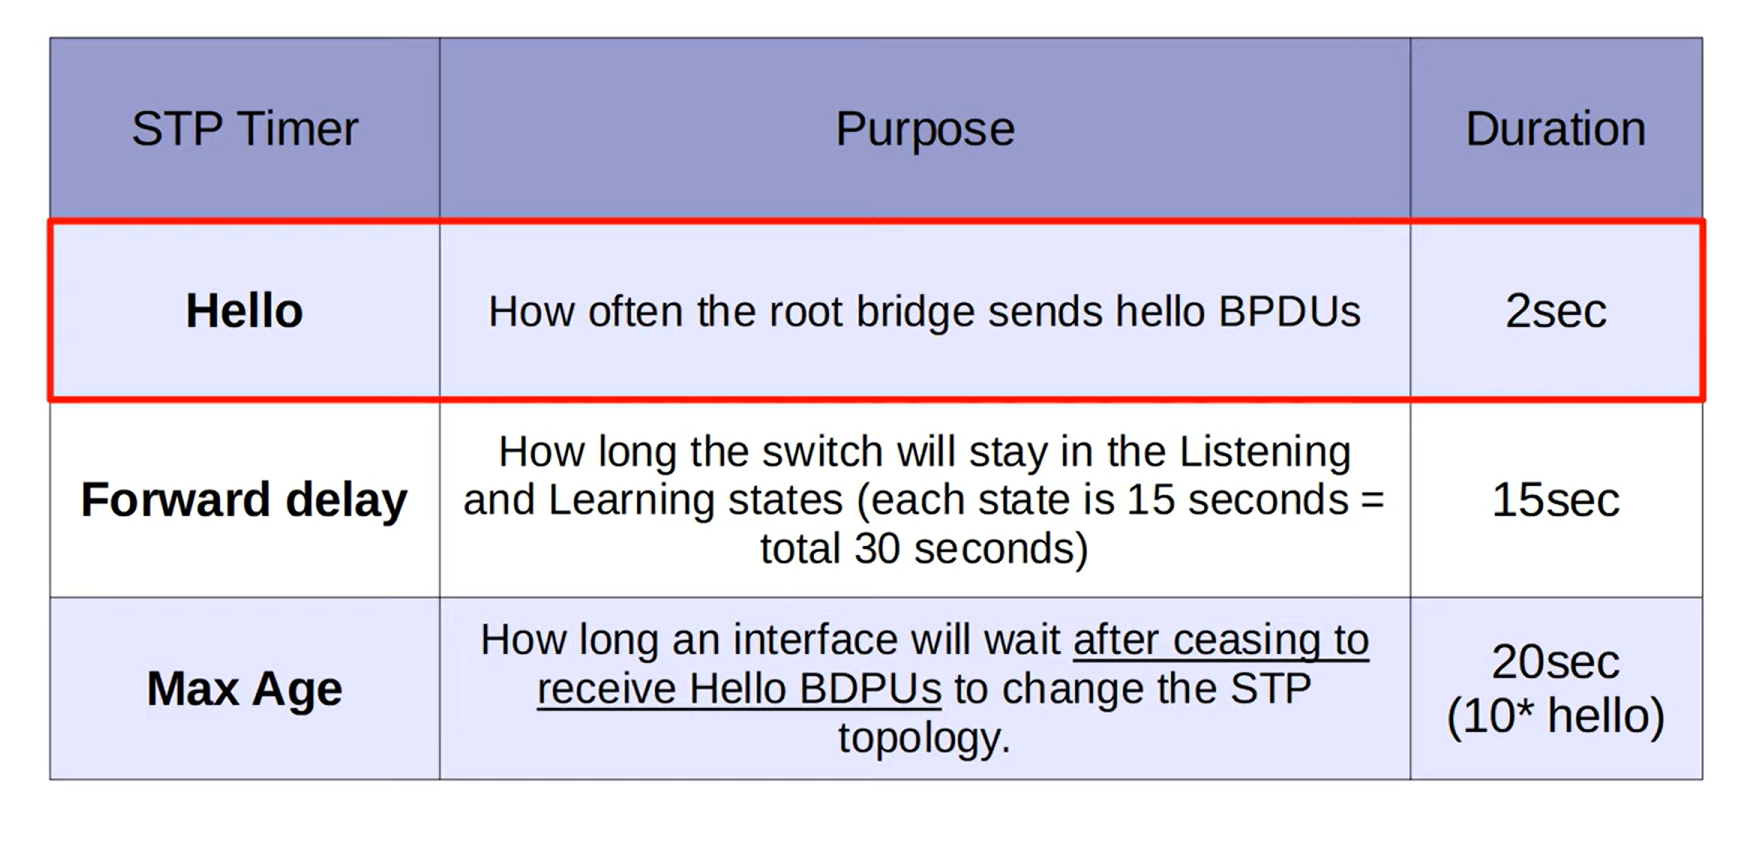 STP Timer
Purpose
Duration
Hello
How often the root bridge sends hello BPDUs
2sec
Forward delay
How long the switch will stay in the Listening
and Learning states (each state is 15 seconds =
total 30 seconds)
15sec
Max Age
How long an interface will wait after ceasing to
receive Hello BDPUs to change the STP
topology.
20sec
(10* hello)